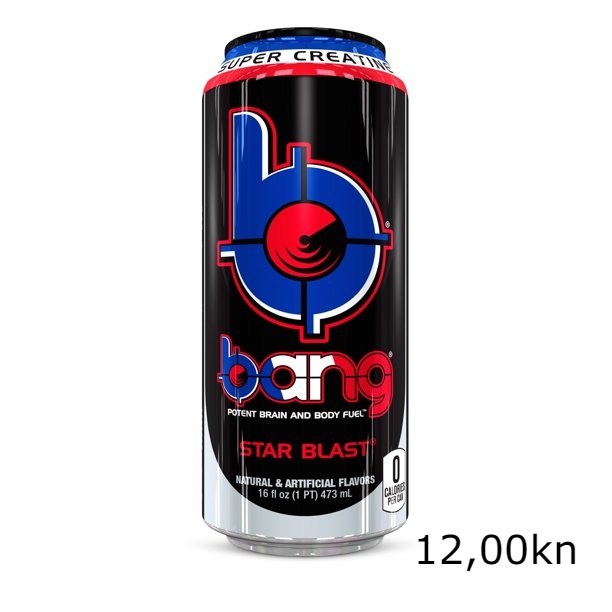 SUPER CREATINE
b
®
bang®
POTENT BRAIN AND BODY FUEL™
STAR BLAST®
NATURAL & ARTIFICIAL FLAVORS
16 fl oz (1 PT) 473 mL
0
CALORIES
PER CAN
12,00kn